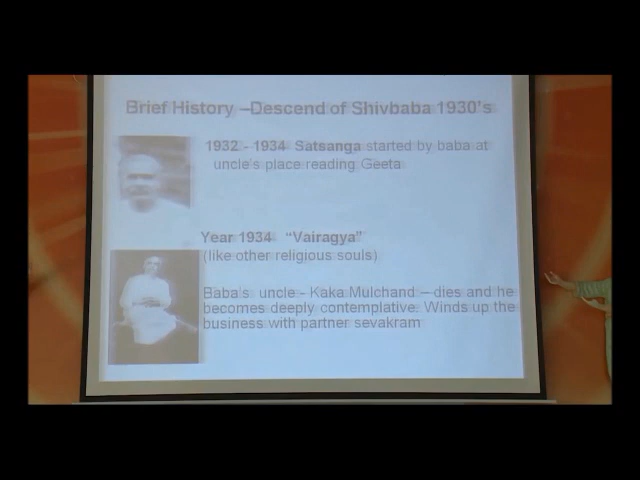 Brief History –Descend of Shivbaba 1930's
1932 - 1934 Satsanga started by baba at
uncle's place reading Geeta
Year 1934 "Vairagya"
(like other religious souls)
Baba's uncle - Kaka Mulchand – dies and he
becomes deeply contemplative. Winds up the
business with partner sevakram